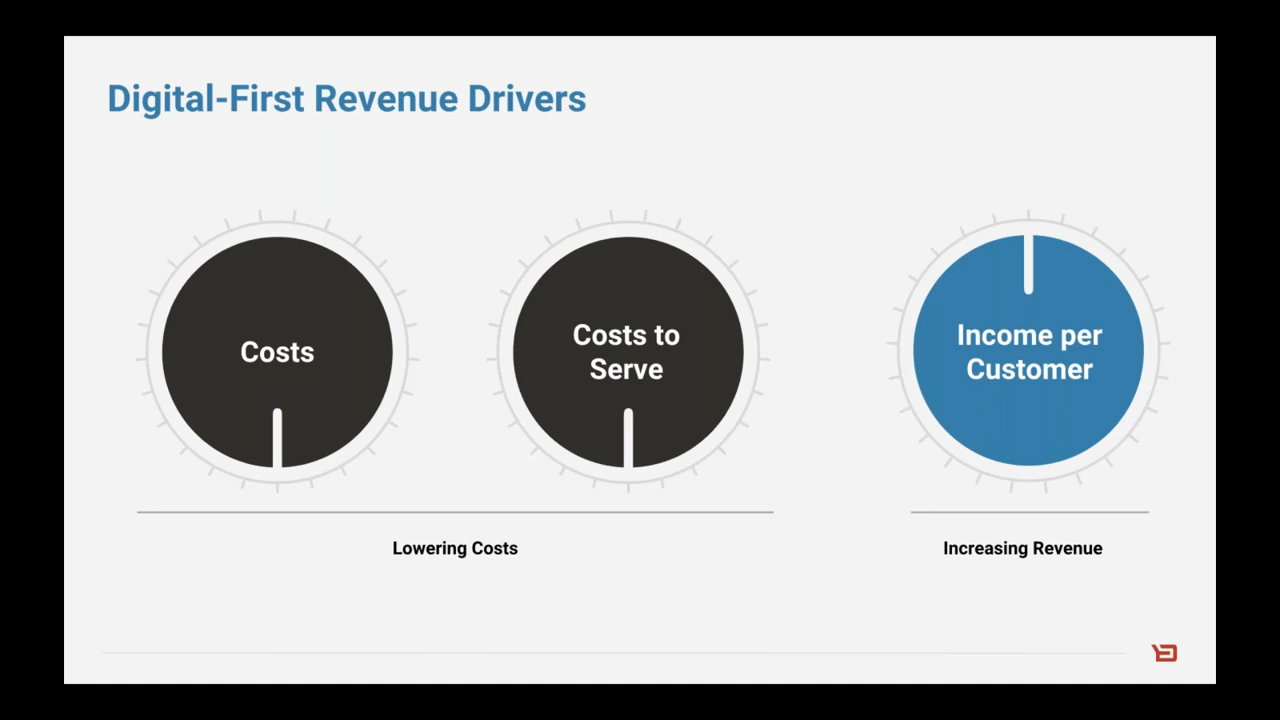 Digital-First Revenue Drivers
Costs
Costs to
Serve
Income per
Customer
Lowering Costs
Increasing Revenue